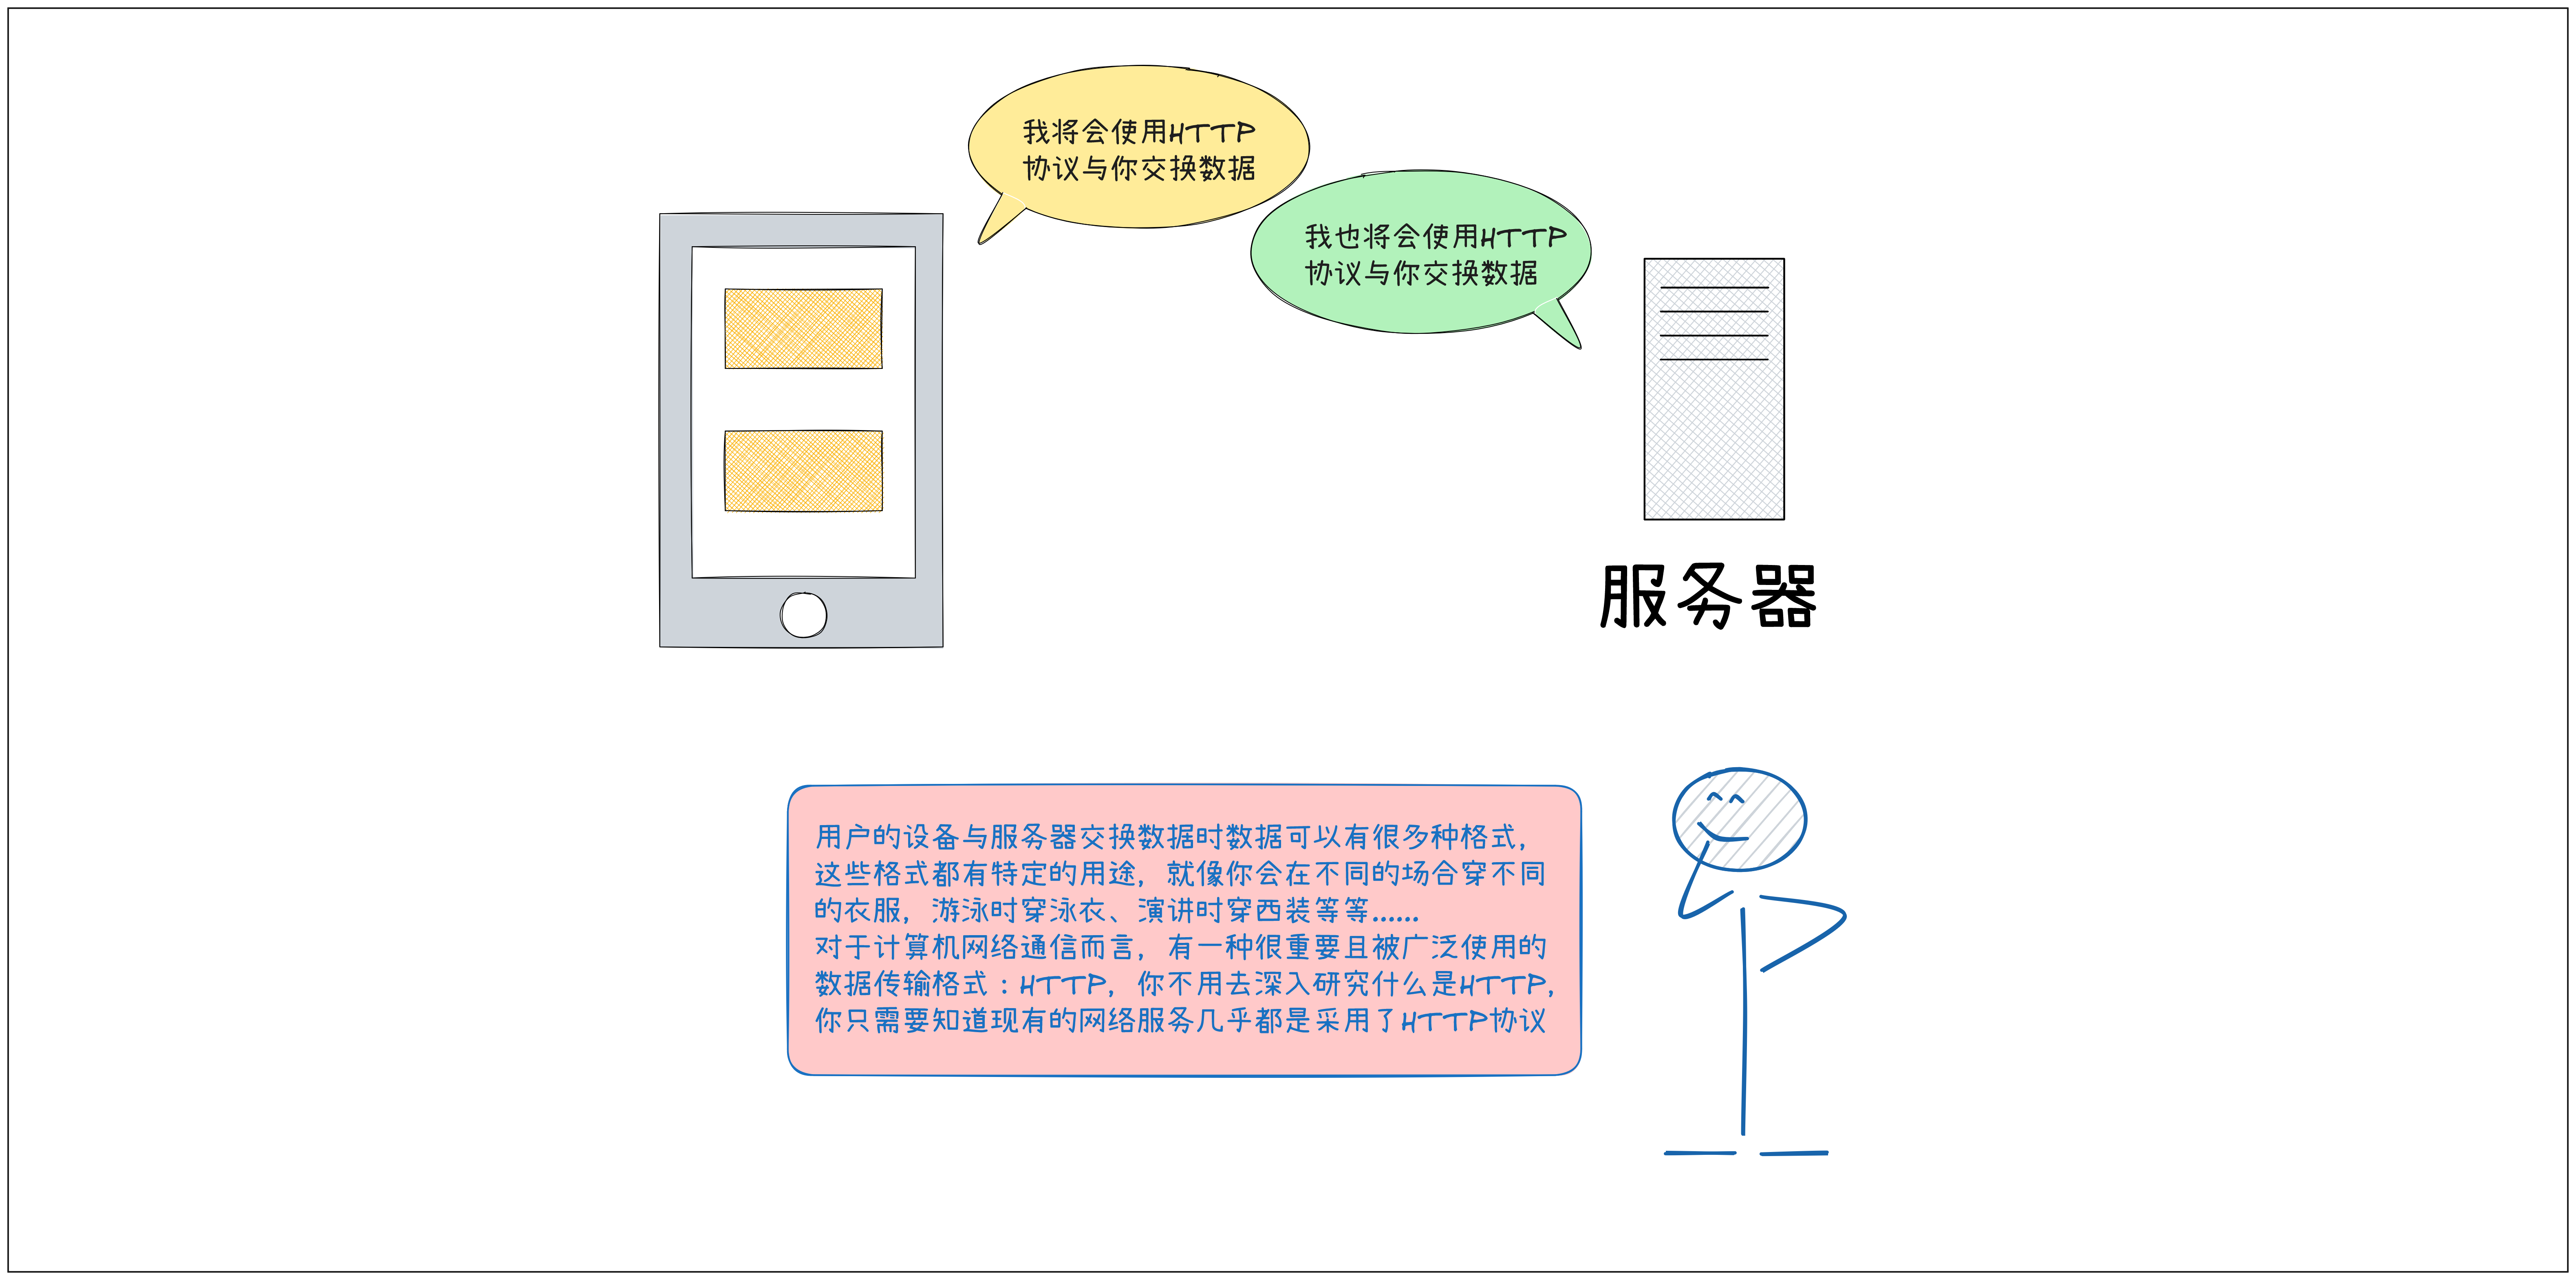 我将会使用HTTP
协议与你交换数据
我也将会使用HTTP
协议与你交换数据
服务器
用户的设备与服务器交换数据时数据可以有很多种格式，
这些格式都有特定的用途，就像你会在不同的场合穿不同
的衣服，游泳时穿泳衣、演讲时穿西装等等......
对于计算机网络通信而言，有一种很重要且被广泛使用的
数据传输格式：HTTP，你不用去深入研究什么是HTTP，
你只需要知道现有的网络服务几乎都是采用了HTTP协议